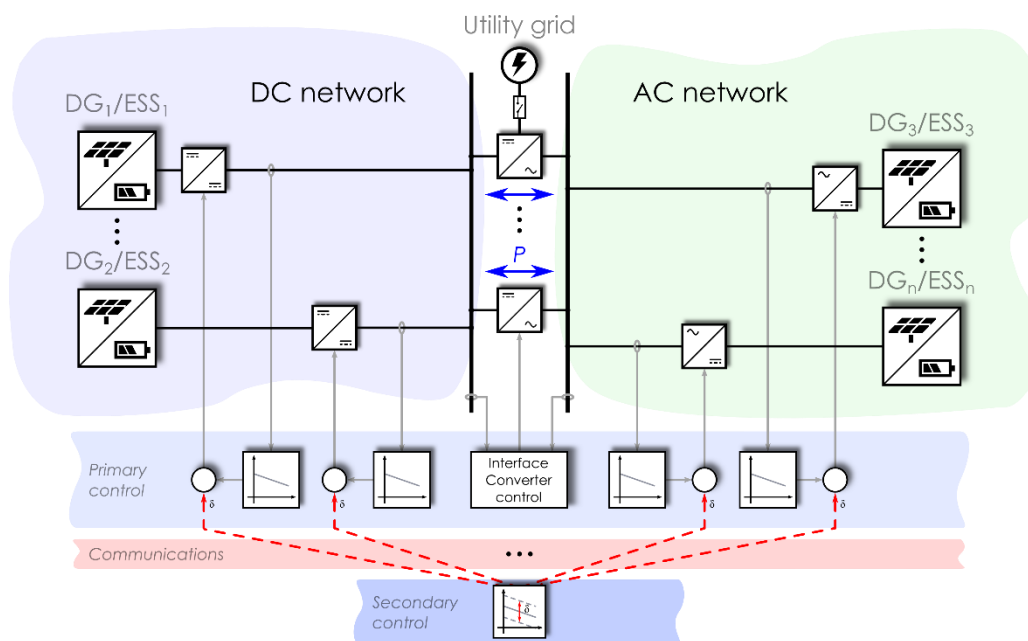 Utility grid
DC network
AC network
DG1/ESS1
DG3/ESS3
DG2/ESS2
P
DGn/ESSn
Primary
control
Interface
Converter
control
δ
δ
δ
δ
Communications
Secondary
control
δ